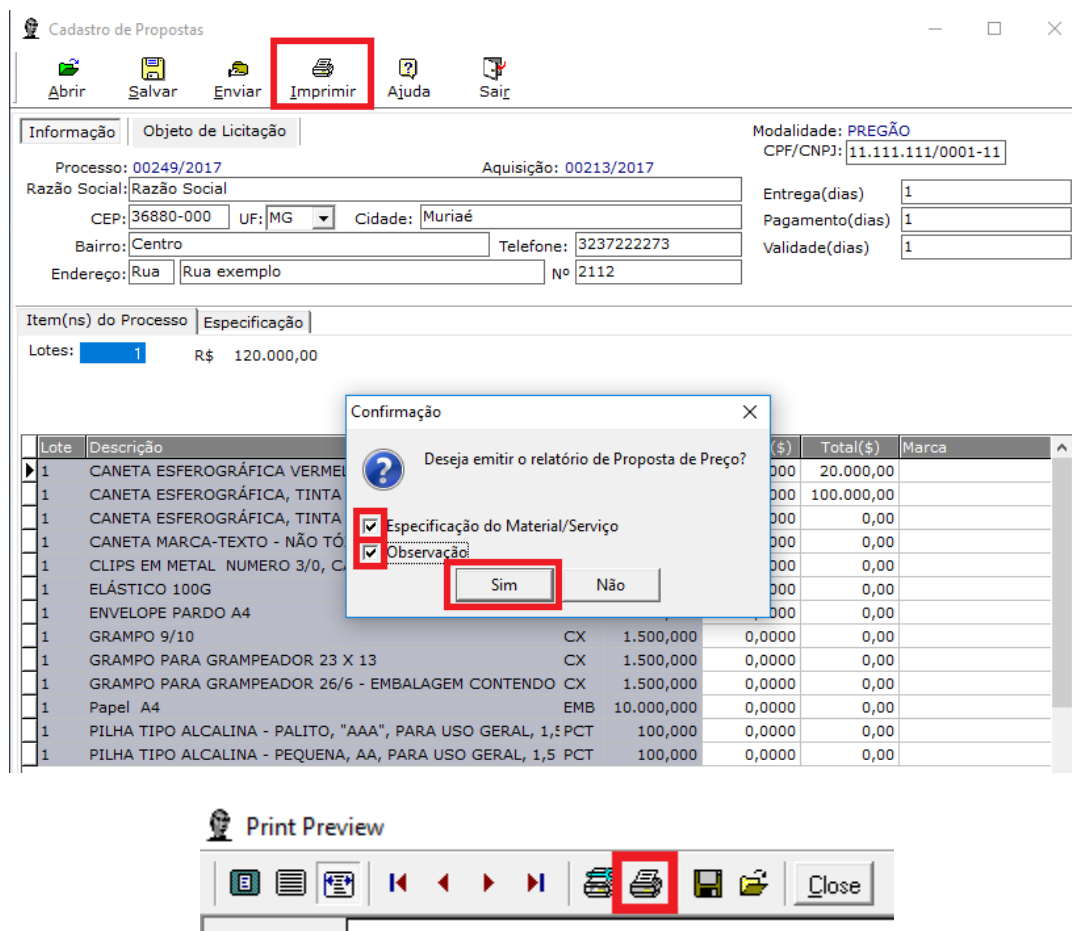 Cadastro de Propostas
Abrir Salvar Enviar Imprimir Ajuda Sair
Informação Objeto de Licitação Modalidade: PREGÃO
CPF/CNPJ: 11.111.111/0001-11
Processo: 00249/2017 Aquisição: 00213/2017
Razão Social: Razão Social Entrega(dias) 1
CEP: 36880-000 UF: MG Cidade: Muriaé Pagamento(dias) 1
Bairro: Centro Telefone: 3237222273 Validade(dias) 1
Endereço: Rua Rua exemplo Nº 2112
Item(ns) do Processo Especificação
Lotes: 1 R$ 120.000,00
Confirmação
Deseja emitir o relatório de Proposta de Preço?
Especificação do Material/Serviço
Observação
Sim Não
Lote Descrição ($) Total($) Marca
1 CANETA ESFEROGRÁFICA VERMEL 000 20.000,00
1 CANETA ESFEROGRÁFICA, TINTA 000 100.000,00
1 CANETA ESFEROGRÁFICA, TINTA 000 0,00
1 CANETA MARCA-TEXTO - NÃO TÓ 000 0,00
1 CLIPS EM METAL NUMERO 3/0, CA 000 0,00
1 ELÁSTICO 100G 000 0,00
1 ENVELOPE PARDO A4 000 0,00
1 GRAMPO 9/10 CX 1.500,000 0,0000 0,00
1 GRAMPO PARA GRAMPEADOR 23 X 13 CX 1.500,000 0,0000 0,00
1 GRAMPO PARA GRAMPEADOR 26/6 - EMBALAGEM CONTENDO CX 1.500,000 0,0000 0,00
1 Papel A4 EMB 10.000,000 0,0000 0,00
1 PILHA TIPO ALCALINA - PALITO, "AAA", PARA USO GERAL, 1,5 PCT 100,000 0,0000 0,00
1 PILHA TIPO ALCALINA - PEQUENA, AA, PARA USO GERAL, 1,5 PCT 100,000 0,0000 0,00
Print Preview
Close